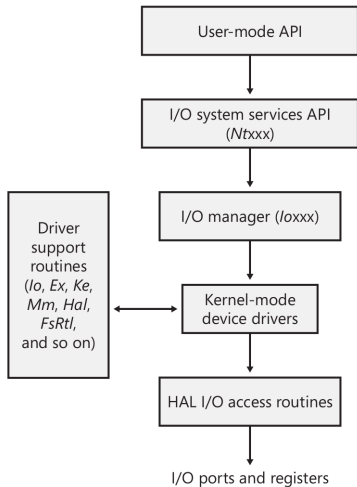 User-mode API
I/O system services API
(Ntxxx)
I/O manager (Ioxxx)
Driver
support
routines
(Io, Ex, Ke,
Mm, Hal,
FsRtl,
and so on)
Kernel-mode
device drivers
HAL I/O access routines
I/O ports and registers